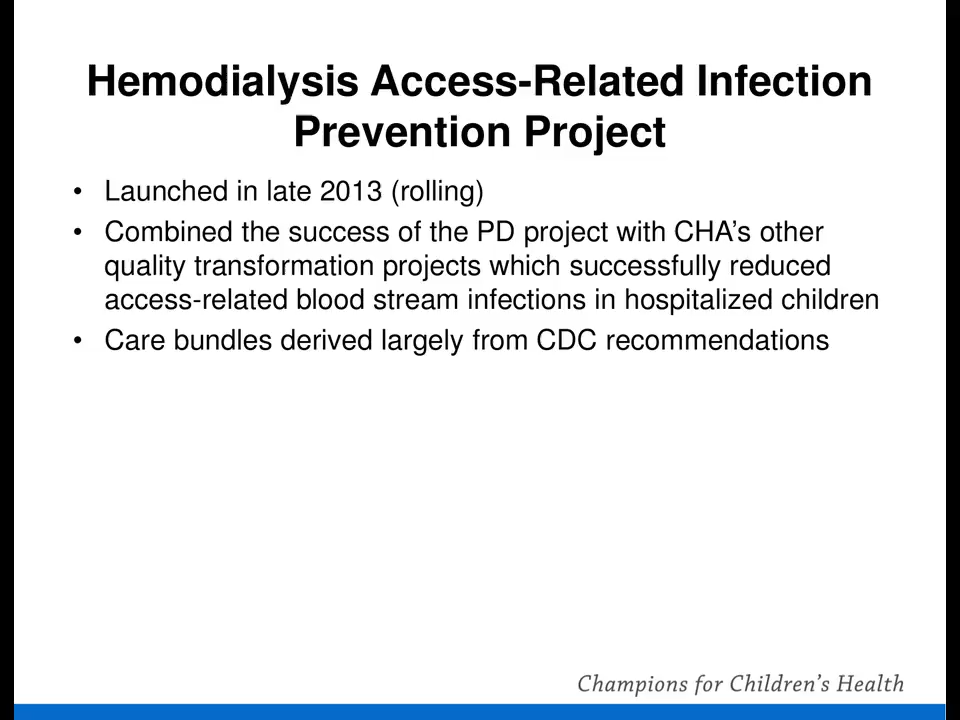 Hemodialysis Access-Related Infection
Prevention Project
• Launched in late 2013 (rolling)
• Combined the success of the PD project with CHA’s other
quality transformation projects which successfully reduced
access-related blood stream infections in hospitalized children
• Care bundles derived largely from CDC recommendations
Champions for Children’s Health